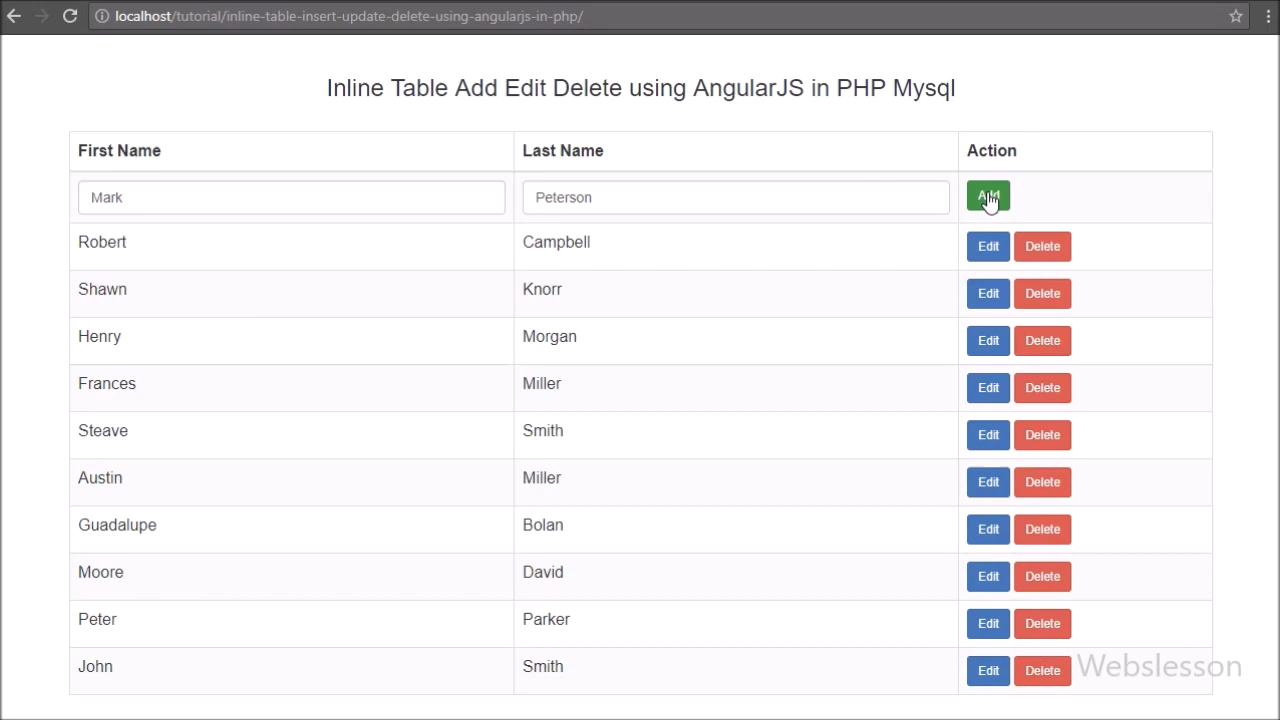 localhost/tutorial/inline-table-insert-update-delete-using-angularjs-in-php/
Inline Table Add Edit Delete using AngularJS in PHP Mysql
First Name Last Name Action
Mark Peterson Add
Robert Campbell Edit Delete
Shawn Knorr Edit Delete
Henry Morgan Edit Delete
Frances Miller Edit Delete
Steave Smith Edit Delete
Austin Miller Edit Delete
Guadalupe Bolan Edit Delete
Moore David Edit Delete
Peter Parker Edit Delete
John Smith Edit Delete
Webslesson